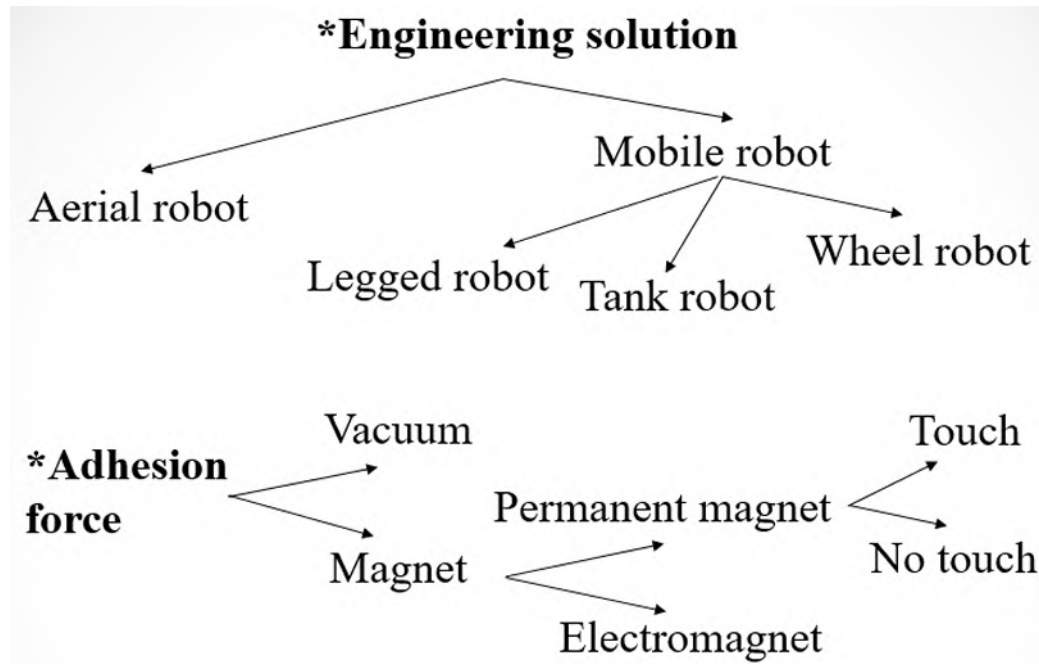 *Engineering solution
Mobile robot
Aerial robot
Legged robot
Tank robot
Wheel robot
Vacuum
Touch
*Adhesion
force
Permanent magnet
Magnet
No touch
Electromagnet